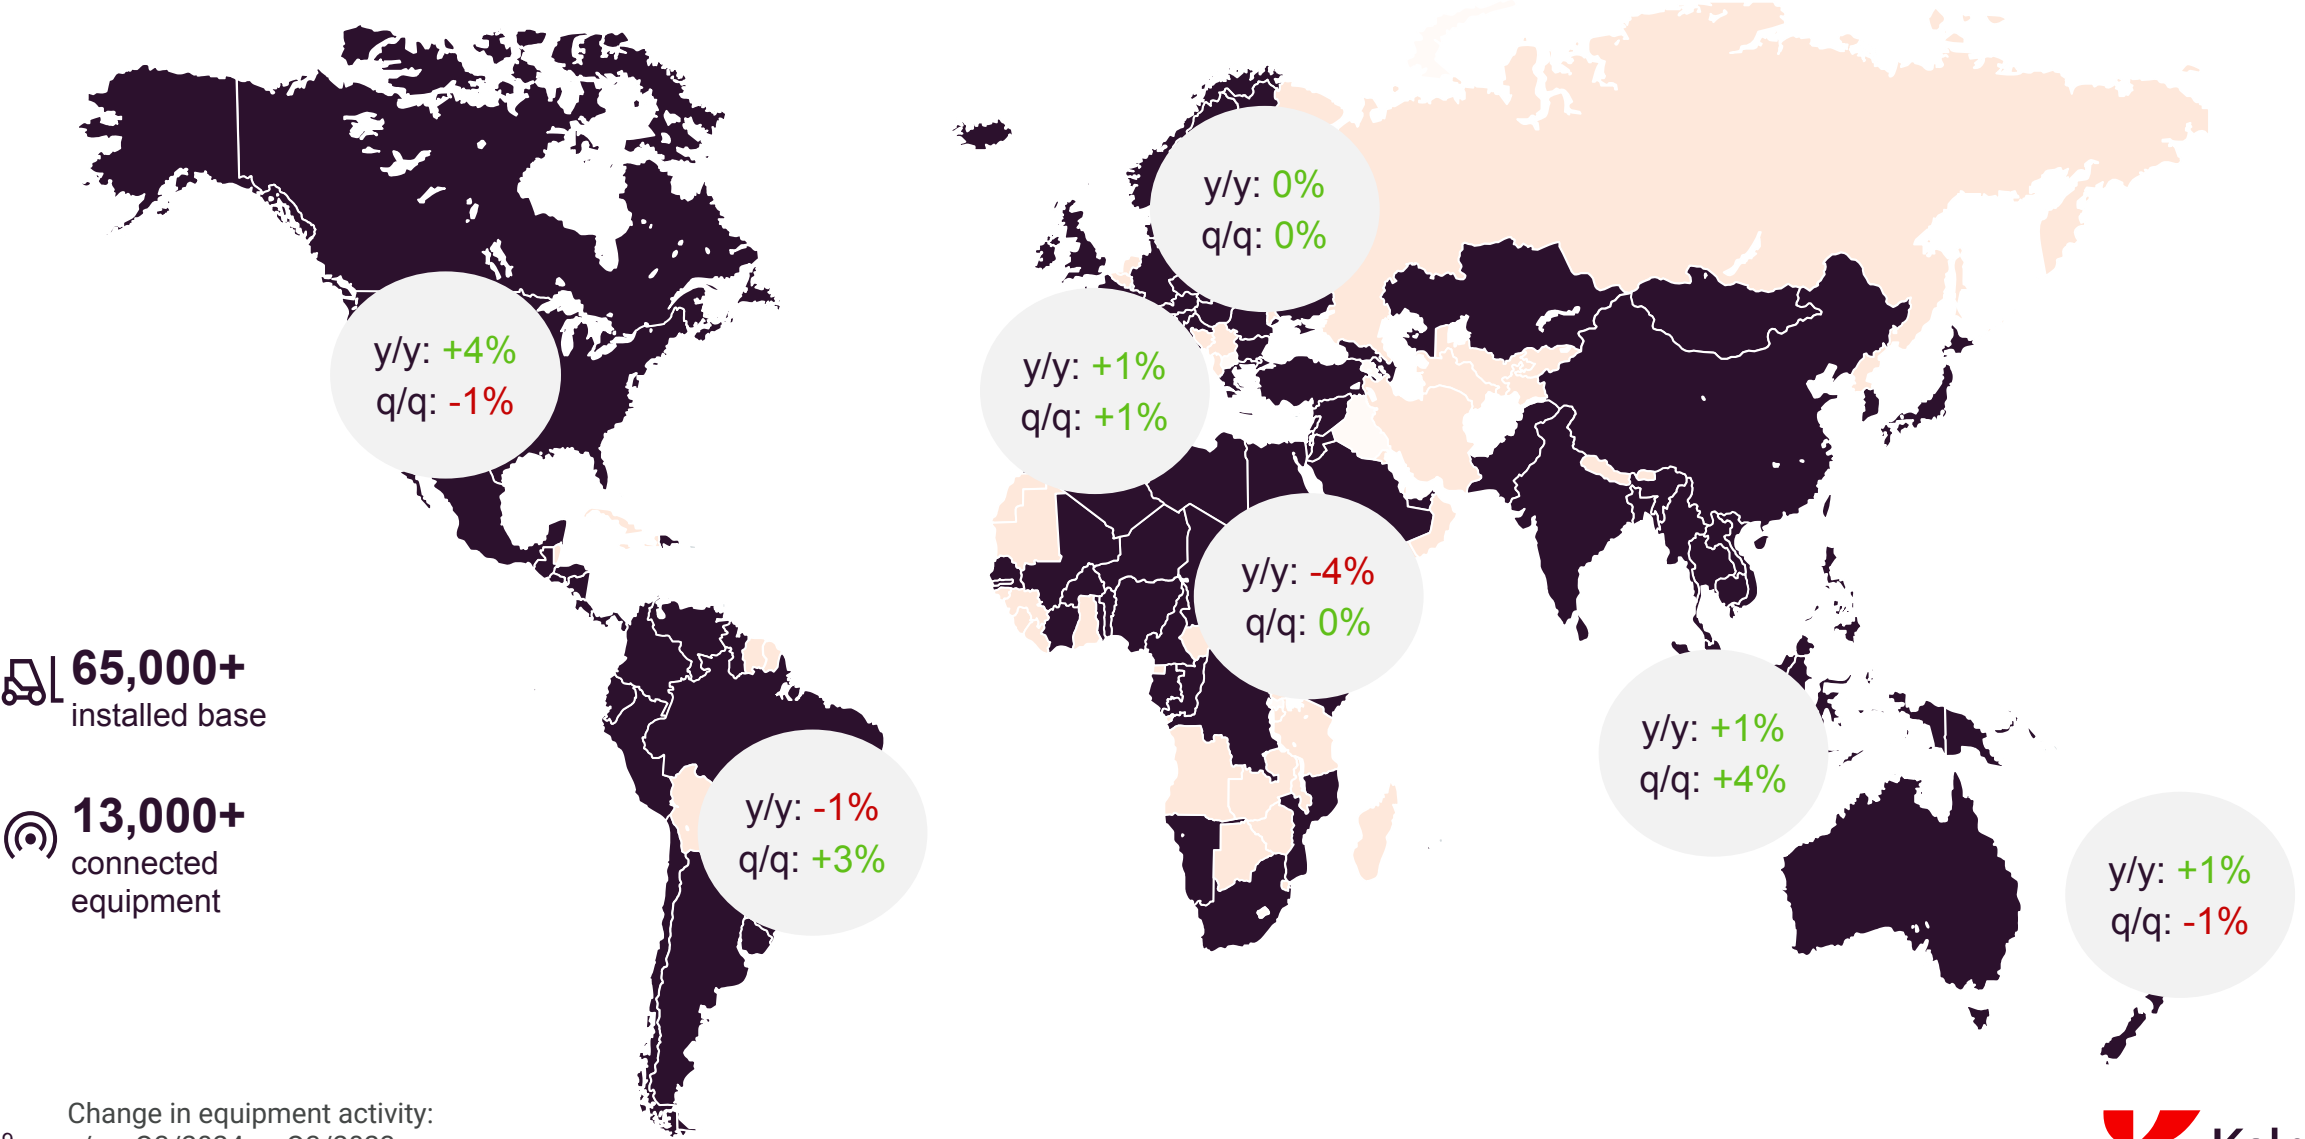 y/y: 0%
q/q: 0%
y/y: +4%
q/q: -1%
y/y: +1%
q/q: +1%
y/y: -4%
q/q: 0%
65,000+
installed base
y/y: +1%
q/q: +4%
13,000+
connected
equipment
y/y: -1%
q/q: +3%
y/y: +1%
q/q: -1%
Change in equipment activity: